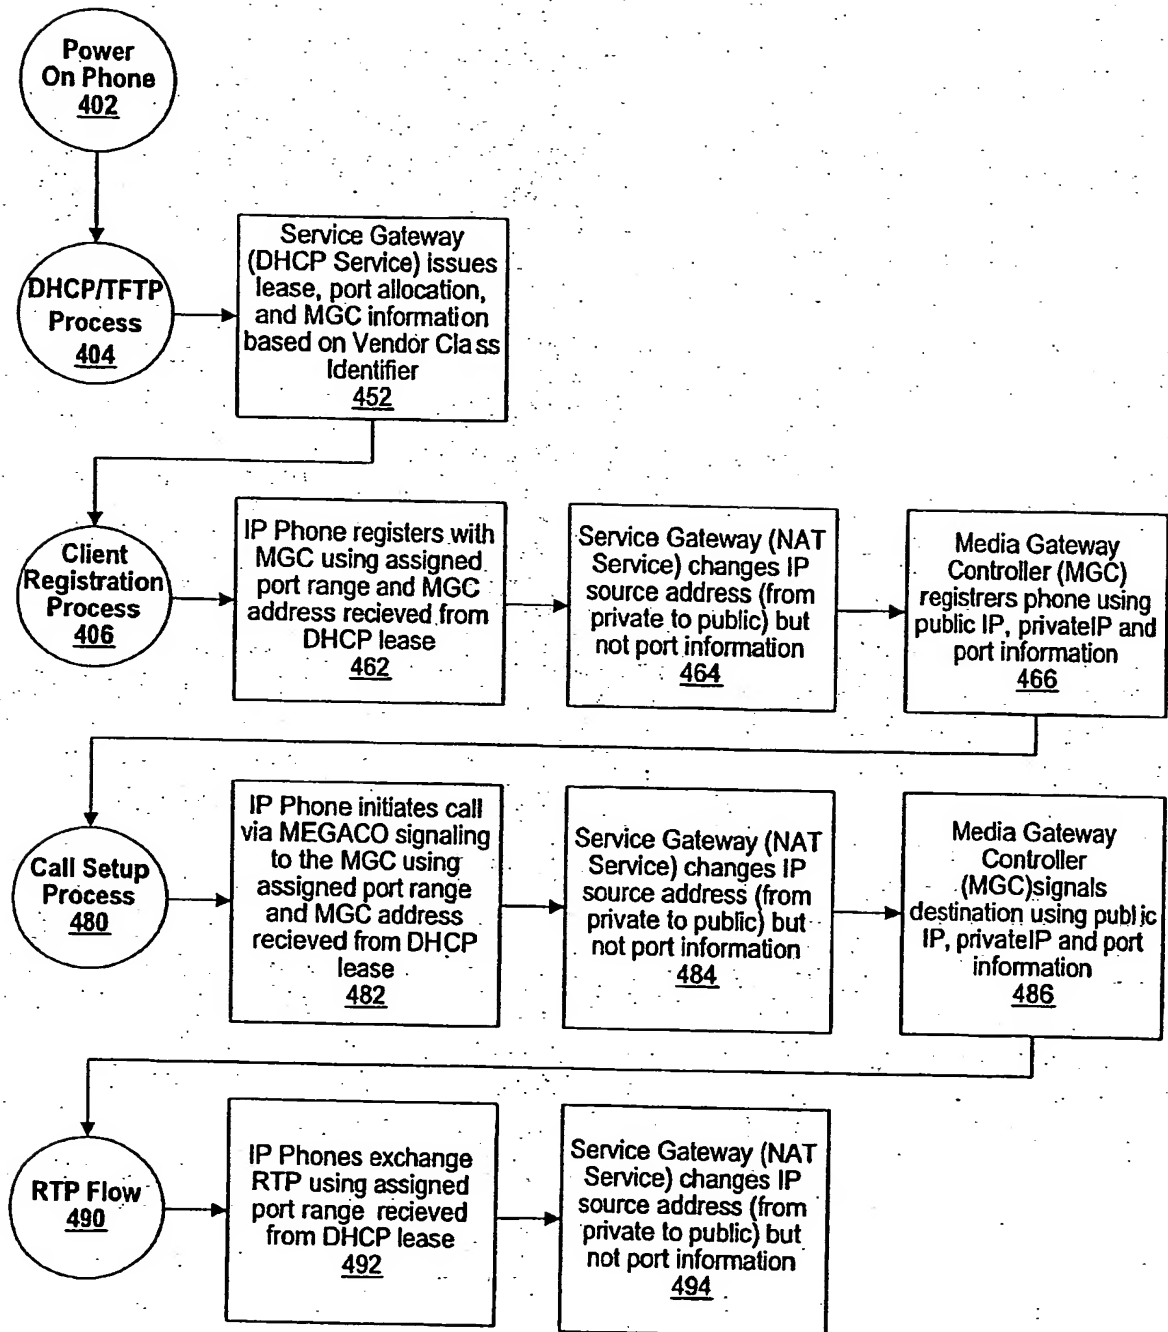 Power
On Phone
402
DHCP/TFTP
Process
404
Service Gateway
(DHCP Service) issues
lease, port allocation,
and MGC information
based on Vendor Class
Identifier
452
Client
Registration
Process
406
IP Phone registers with
MGC using assigned
port range and MGC
address recieved from
DHCP lease
462
Service Gateway (NAT
Service) changes IP
source address (from
private to public) but
not port information
464
Media Gateway
Controller (MGC)
registrers phone using
public IP, privateIP and
port information
466
Call Setup
Process
480
IP Phone initiates call
via MEGACO signaling
to the MGC using
assigned port range
and MGC address
recieved from DHCP
lease
482
Service Gateway (NAT
Service) changes IP
source address (from
private to public) but
not port information
484
Media Gateway
Controller
(MGC)signals
destination using public
IP, privateIP and port
information
486
RTP Flow
490
IP Phones exchange
RTP using assigned
port range recieved
from DHCP lease
492
Service Gateway (NAT
Service) changes IP
source address (from
private to public) but
not port information
494